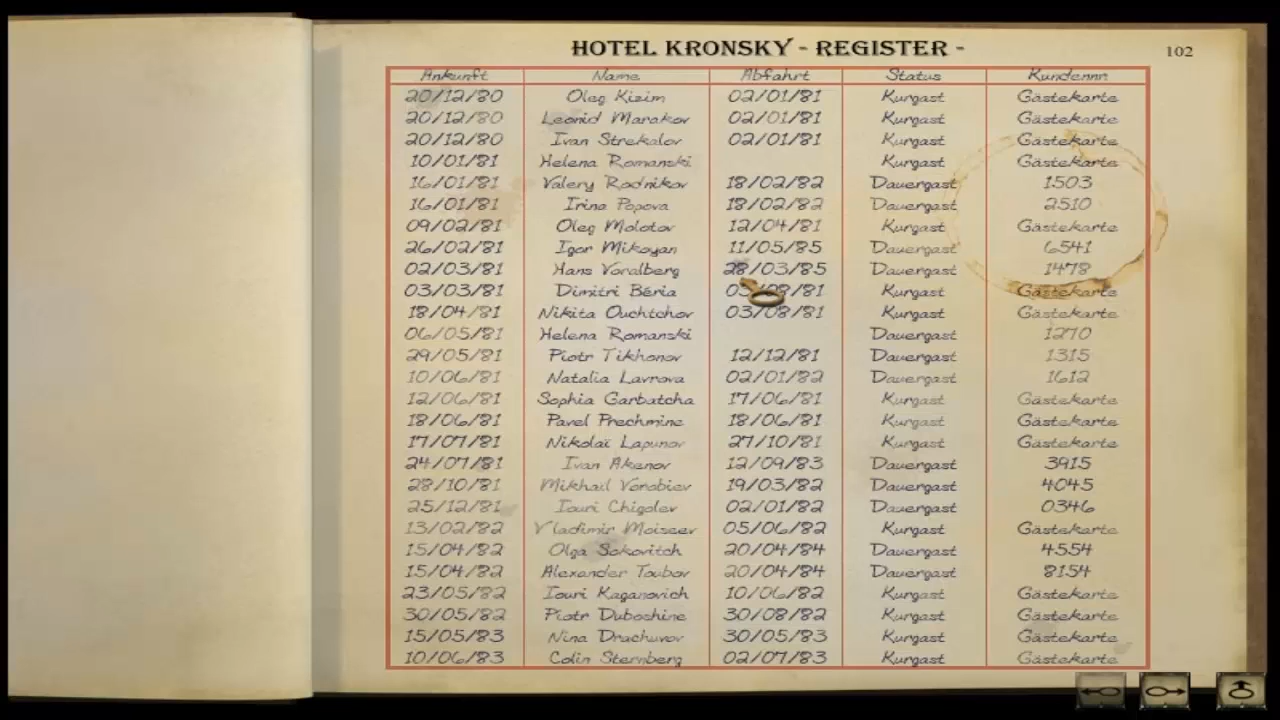 HOTEL KRONSKY - REGISTER -
102
Ankunft Name Abfahrt Status Kundennr.
20/12/80 Oleg Kizim 02/01/81 Kurgast Gästekarte
20/12/80 Leonid Marakov 02/01/81 Kurgast Gästekarte
20/12/80 Ivan Strekalov 02/01/81 Kurgast Gästekarte
10/01/81 Helena Romanski Kurgast Gästekarte
16/01/81 Valery Rodnikov 18/02/82 Dauergast 1503
16/01/81 Irina Popova 18/02/82 Dauergast 2510
09/02/81 Oleg Molotov 12/04/81 Kurgast Gästekarte
26/02/81 Igor Mikoyan 11/05/85 Dauergast 6541
02/03/81 Hans Voralberg 28/03/85 Dauergast 1478
03/03/81 Dimitri Béria Kurgast Gästekarte
18/04/81 Nikita Ouchtchov 03/08/81 Kurgast Gästekarte
06/05/81 Helena Romanski Dauergast 1270
29/05/81 Piotr Tikhonov 12/12/81 Dauergast 1315
10/06/81 Natalia Lavrova 02/01/82 Dauergast 1612
12/06/81 Sophia Garbatcha 17/06/81 Kurgast Gästekarte
18/06/81 Pavel Prechmine 18/06/81 Kurgast Gästekarte
17/07/81 Nikolaï Lapunov 27/10/81 Kurgast Gästekarte
24/07/81 Ivan Akenov 12/09/83 Dauergast 3915
28/10/81 Mikhail Vorobiev 19/03/82 Dauergast 4045
25/12/81 Iouri Chigolev 02/01/82 Dauergast 0346
13/02/82 Vladimir Moiseev 05/06/82 Kurgast Gästekarte
15/04/82 Olga Sokovitch 20/04/84 Dauergast 4554
15/04/82 Alexander Toubov 20/04/84 Dauergast 8154
23/05/82 Iouri Kaganovich 10/06/82 Kurgast Gästekarte
30/05/82 Piotr Duboshine 30/08/82 Kurgast Gästekarte
15/05/83 Nina Drachuvor 30/05/83 Kurgast Gästekarte
10/06/83 Colin Sternberg 02/07/83 Kurgast Gästekarte